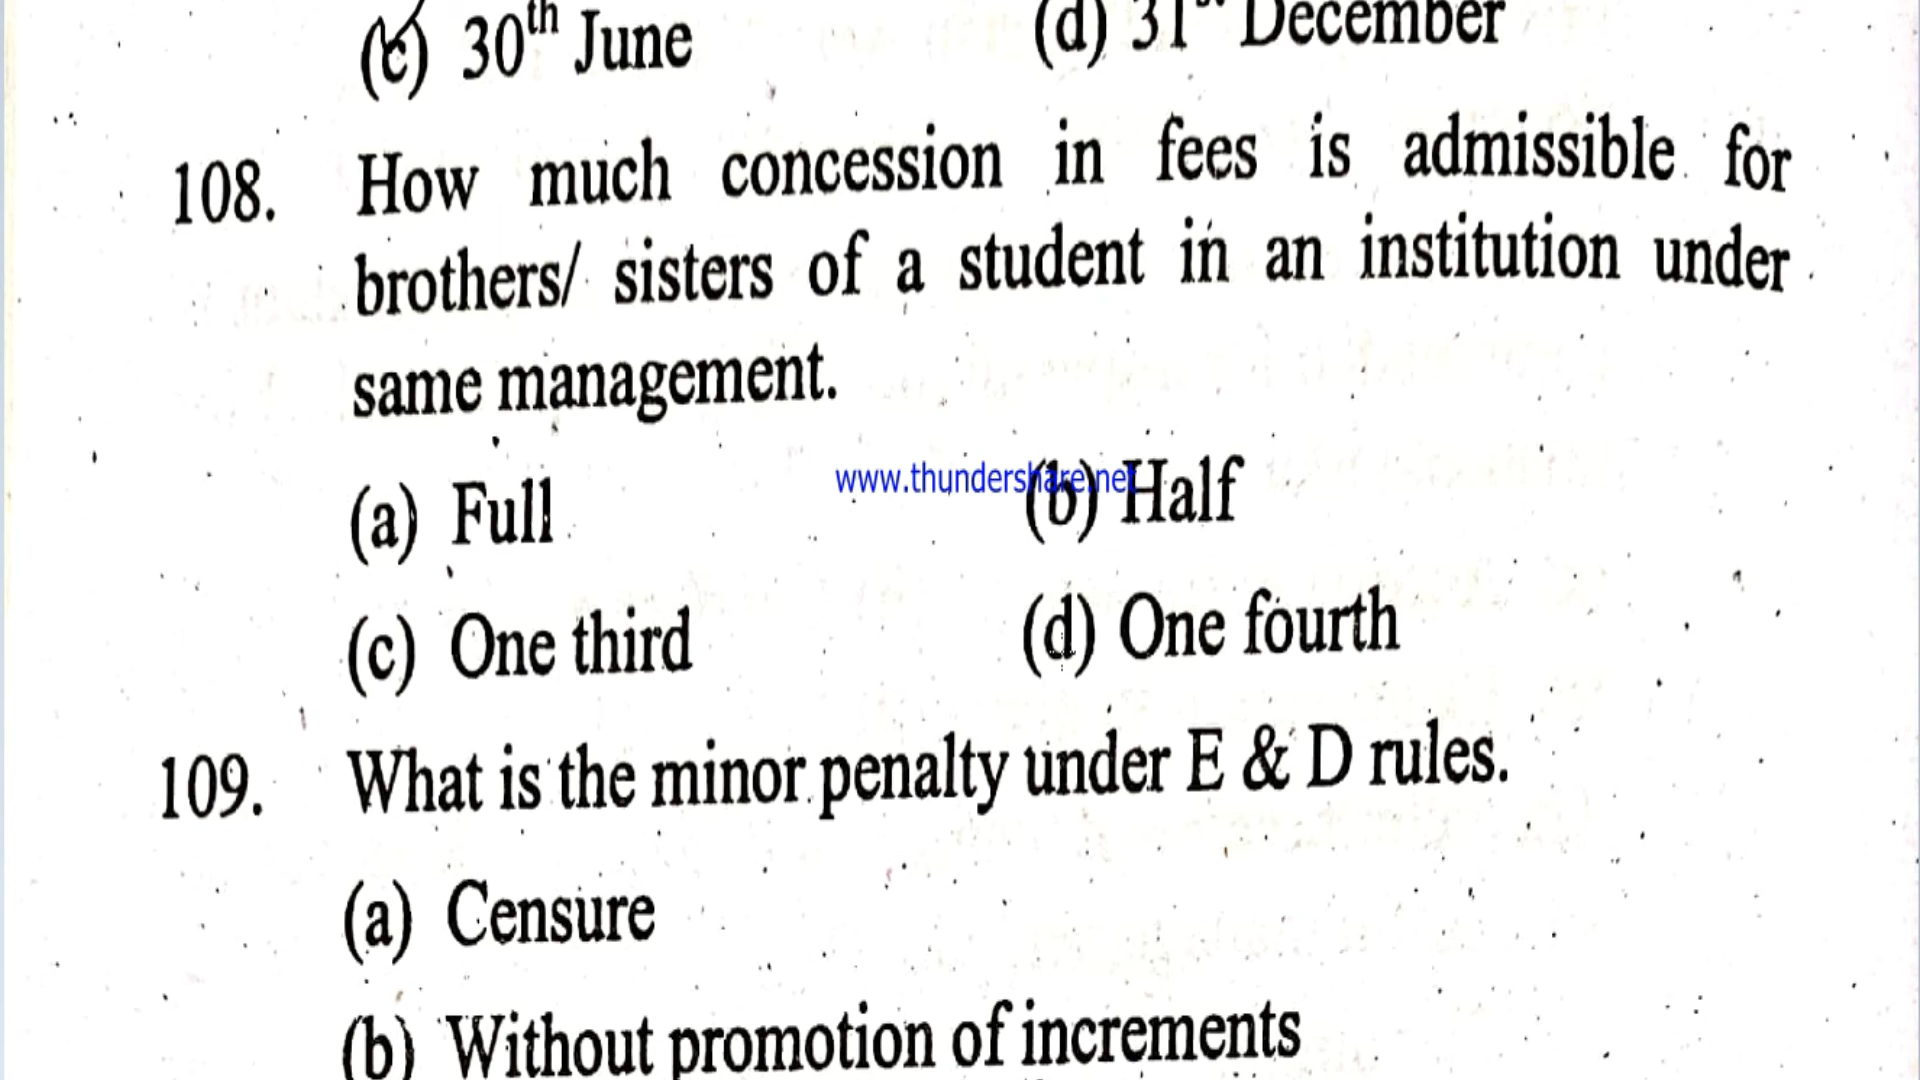 (c) 30th June (d) 31st December
108. How much concession in fees is admissible for
brothers/ sisters of a student in an institution under
same management.
www.thundershare.net
(a) Full (b) Half
(c) One third (d) One fourth
109. What is the minor penalty under E & D rules.
(a) Censure
(b) Without promotion of increments